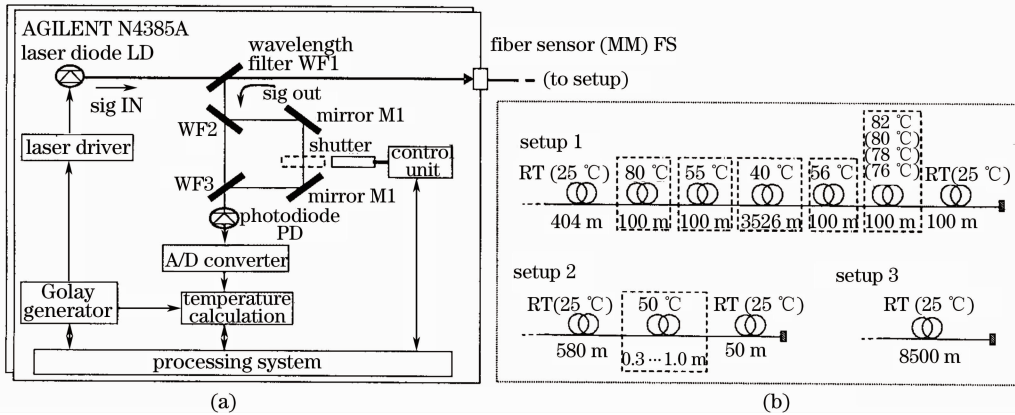 AGILENT N4385A
laser diode LD
wavelength
filter WF1
fiber sensor (MM) FS
(to setup)
sig IN
sig out
WF2
mirror M1
laser driver
shutter
control
unit
WF3
mirror M1
photodiode
PD
A/D converter
Golay
generator
temperature
calculation
processing system
(a)
setup 1
RT(25 ℃)
80 ℃
55 ℃
40 ℃
56 ℃
82 ℃
(80 ℃)
(78 ℃)
(76 ℃)
RT(25 ℃)
404 m
100 m
100 m
3526 m
100 m
100 m
100 m
setup 2
RT(25 ℃)
50 ℃
RT(25 ℃)
580 m
0.3···1.0 m
50 m
setup 3
RT(25 ℃)
8500 m
(b)